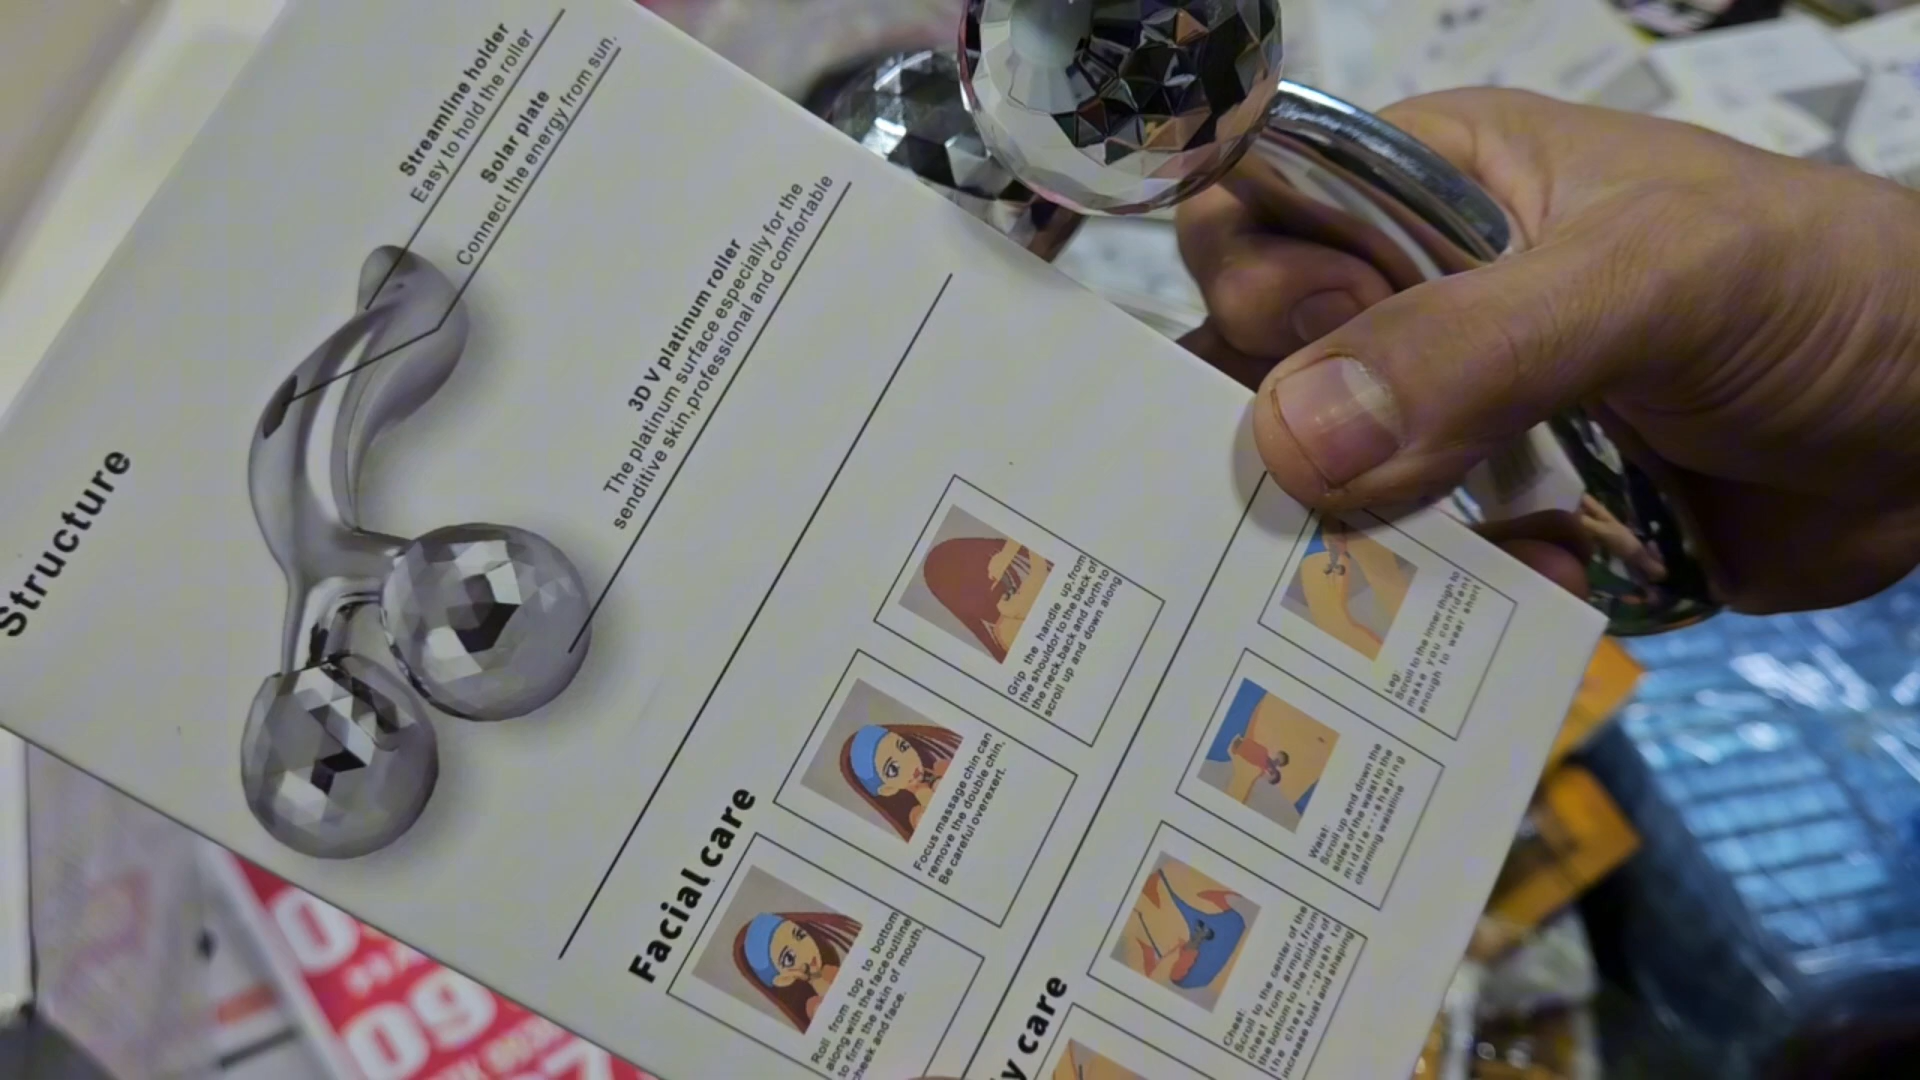 Structure
Streamline holder
Easy to hold the roller
Solar plate
Connect the energy from sun.
3D V platinum roller
The platinum surface especially for the
senditive skin,professional and comfortable
Facial care
Roll from top to bottom
along with the face outline
to firm the skin of mouth,
cheek and face.
Focus massage chin can
remove the double chin,
Be careful overexert.
Grip the handle up,from
the shouldor to the back of
the neck,back and forth to
scroll up and down along
y care
Chest:
Scroll to the center of the
chest from armpit,from
the bottom to the middle of
the chest ---push to
increase bust and shaping
Waist:
Scroll up and down the
sides of the waist to the
middle---shaping
charming waistline
Leg:
Scroll to the inner thigh to
make you confident
enough to wear short
09